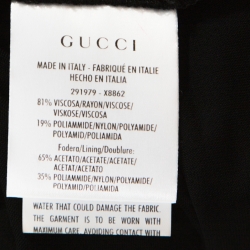 GUCCI
MADE IN ITALY - FABRIQUÉ EN ITALIE
HECHO EN ITALIA
291979 - X8862
81% VISCOSA/RAYON/VISCOSE/
VISKOSE/VISCOSA
19% POLIAMMIDE/NYLON/POLYAMIDE/
POLYAMID/POLIAMIDA
Fodera/Lining/Doublure:
65% ACETATO/ACETATE/ACETAT/
ACETAT/ACETATO
35% POLIAMMIDE/NYLON/POLYAMIDE/
POLYAMID/POLIAMIDA
WATER THAT COULD DAMAGE THE FABRIC
THE GARMENT IS TO BE WORN WITH
MAXIMUM CARE, AVOIDING CONTACT WITH